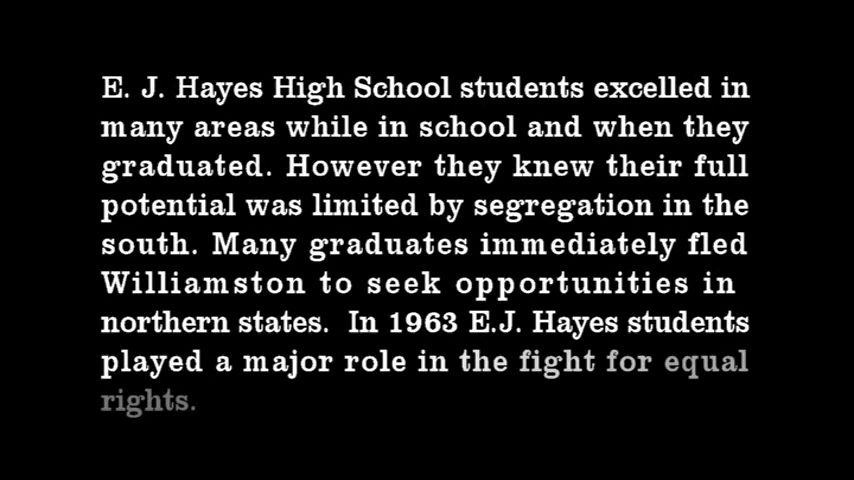 E. J. Hayes High School students excelled in
many areas while in school and when they
graduated. However they knew their full
potential was limited by segregation in the
south. Many graduates immediately fled
Williamston to seek opportunities in
northern states. In 1963 E.J. Hayes students
played a major role in the fight for equal
rights.